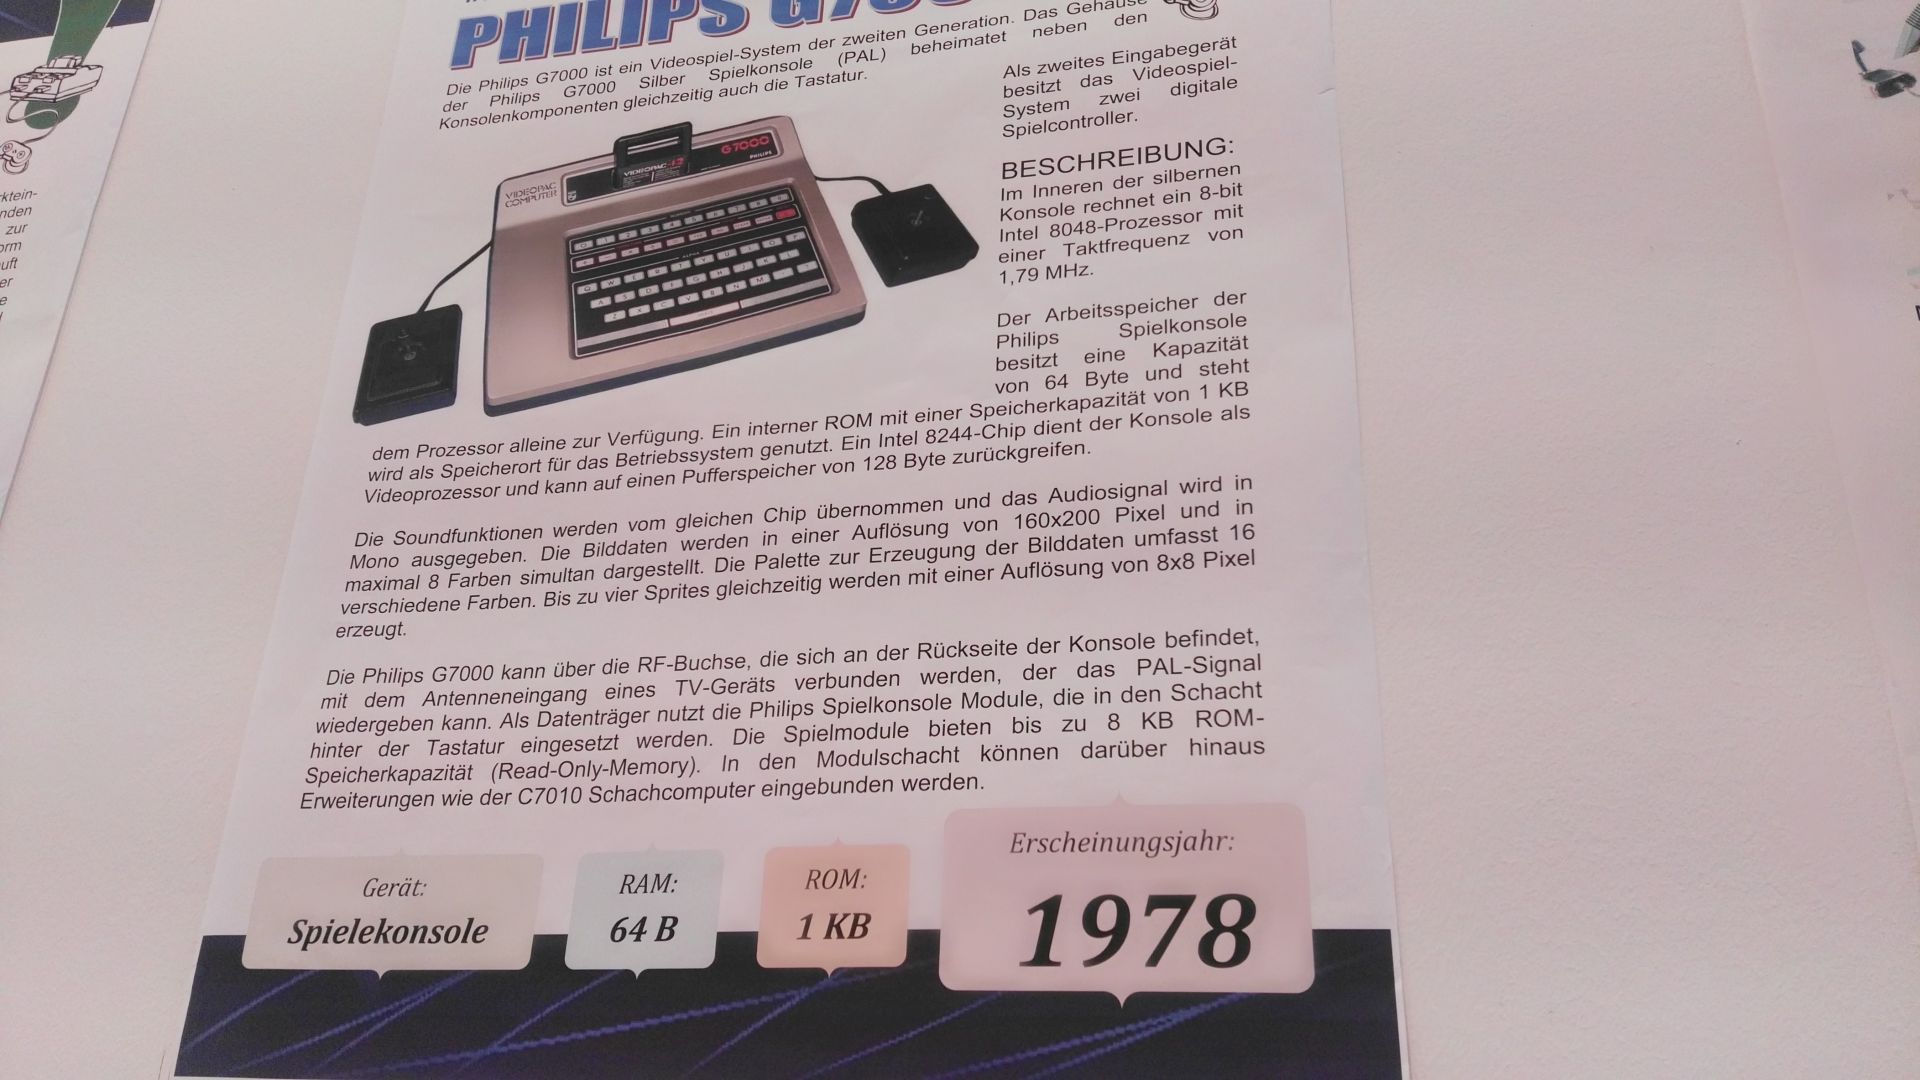 PHILIPS G7000
Die Philips G7000 ist ein Videospiel-System der zweiten Generation. Das Gehäuse
der Philips G7000 Silber Spielkonsole (PAL) beheimatet neben den
Konsolenkomponenten gleichzeitig auch die Tastatur.
Als zweites Eingabegerät
besitzt das Videospiel-
System zwei digitale
Spielcontroller.
BESCHREIBUNG:
Im Inneren der silbernen
Konsole rechnet ein 8-bit
Intel 8048-Prozessor mit
einer Taktfrequenz von
1,79 MHz.
Der Arbeitsspeicher der
Philips Spielkonsole
besitzt eine Kapazität
von 64 Byte und steht
dem Prozessor alleine zur Verfügung. Ein interner ROM mit einer Speicherkapazität von 1 KB
wird als Speicherort für das Betriebssystem genutzt. Ein Intel 8244-Chip dient der Konsole als
Videoprozessor und kann auf einen Pufferspeicher von 128 Byte zurückgreifen.
Die Soundfunktionen werden vom gleichen Chip übernommen und das Audiosignal wird in
Mono ausgegeben. Die Bilddaten werden in einer Auflösung von 160x200 Pixel und in
maximal 8 Farben simultan dargestellt. Die Palette zur Erzeugung der Bilddaten umfasst 16
verschiedene Farben. Bis zu vier Sprites gleichzeitig werden mit einer Auflösung von 8x8 Pixel
erzeugt.
Die Philips G7000 kann über die RF-Buchse, die sich an der Rückseite der Konsole befindet,
mit dem Antenneneingang eines TV-Geräts verbunden werden, der das PAL-Signal
wiedergeben kann. Als Datenträger nutzt die Philips Spielkonsole Module, die in den Schacht
hinter der Tastatur eingesetzt werden. Die Spielmodule bieten bis zu 8 KB ROM-
Speicherkapazität (Read-Only-Memory). In den Modulschacht können darüber hinaus
Erweiterungen wie der C7010 Schachcomputer eingebunden werden.
Gerät:
Spielekonsole
RAM:
64 B
ROM:
1 KB
Erscheinungsjahr:
1978
VIDEOPAC
COMPUTER
G7000
PHILIPS
VIDEOPAC
zur